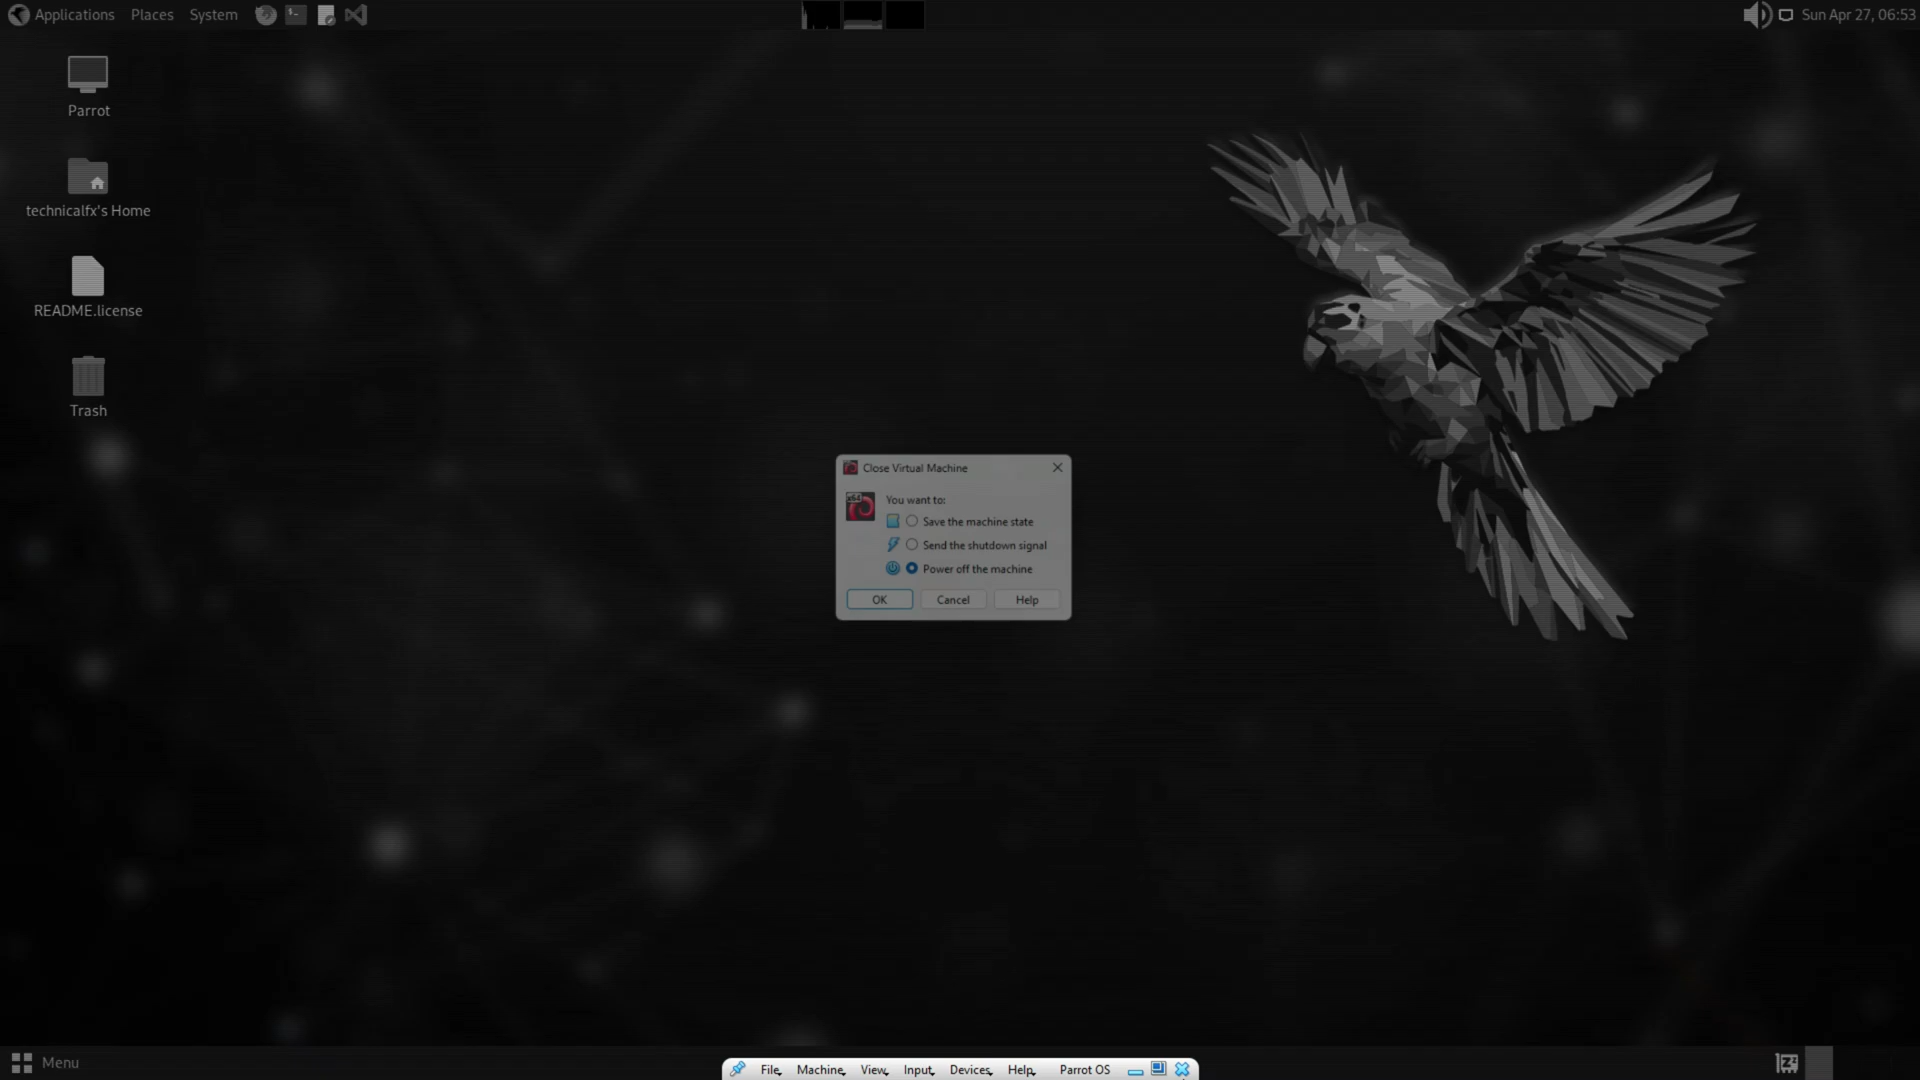 Applications Places System
Sun Apr 27, 06:53
Parrot
technicalfx's Home
README.license
Trash
Close Virtual Machine
x64
You want to:
Save the machine state
Send the shutdown signal
Power off the machine
OK Cancel Help
Menu
File Machine View Input Devices Help Parrot OS